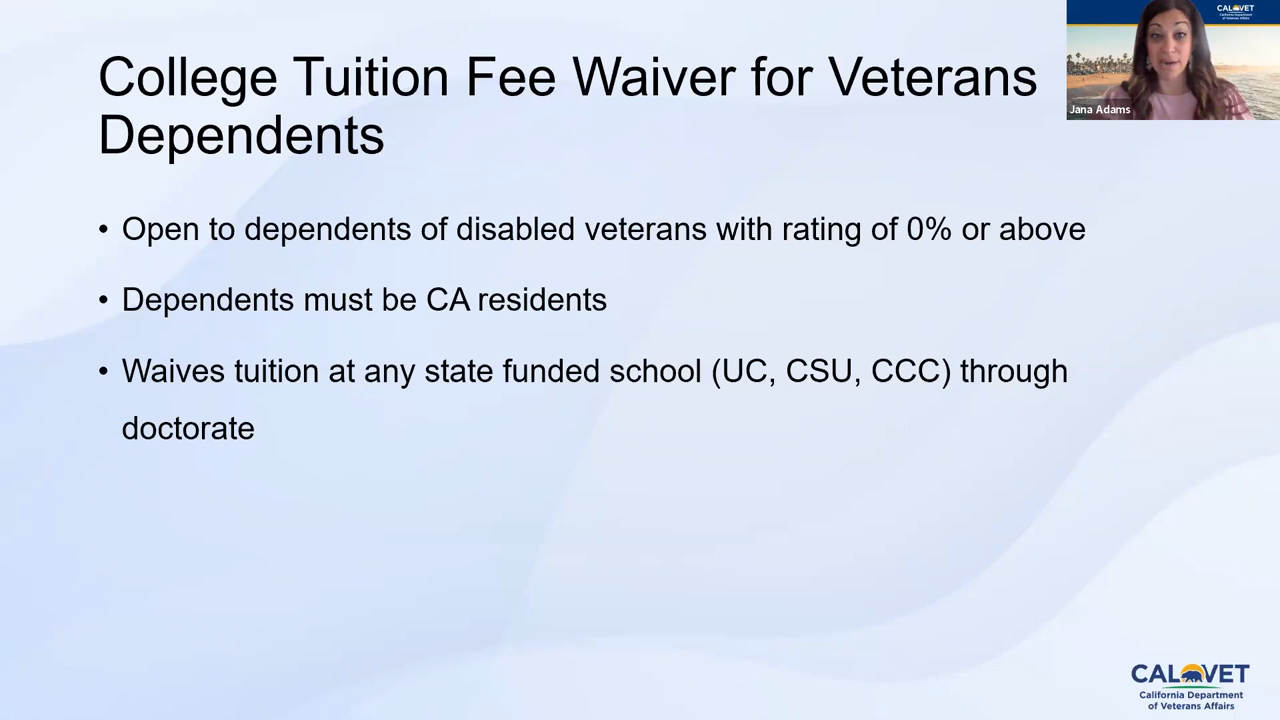 College Tuition Fee Waiver for Veterans
Dependents
• Open to dependents of disabled veterans with rating of 0% or above
• Dependents must be CA residents
• Waives tuition at any state funded school (UC, CSU, CCC) through
doctorate
CALVET
California Department
of Veterans Affairs
Jana Adams
CALVET
California Department
of Veterans Affairs